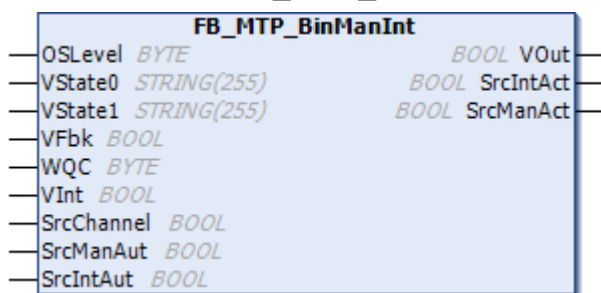 FB_MTP_BinManInt
OSLevel BYTE BOOL VOut
VState0 STRING(255) BOOL SrcIntAct
VState1 STRING(255) BOOL SrcManAct
VFbk BOOL
WQC BYTE
VInt BOOL
SrcChannel BOOL
SrcManAut BOOL
SrcIntAut BOOL